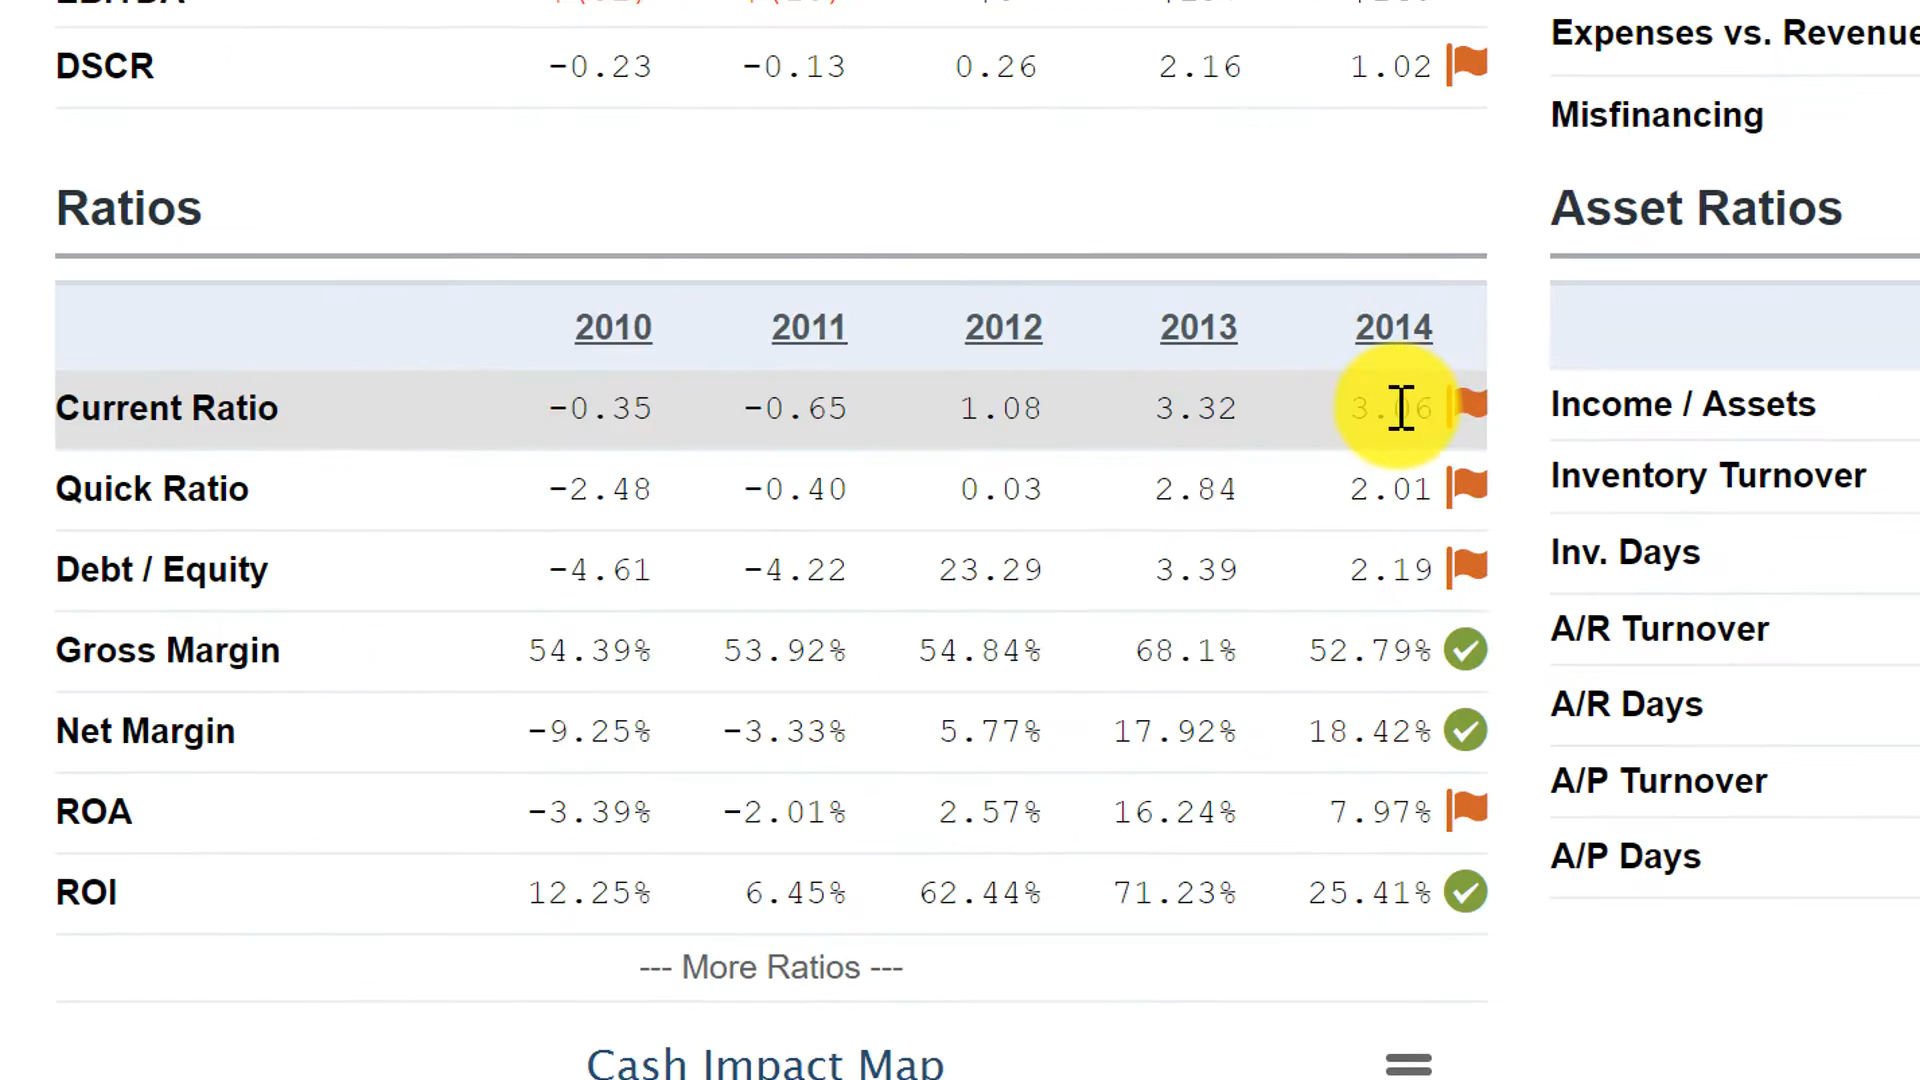 EBITDA
DSCR -0.23 -0.13 0.26 2.16 1.02
Ratios
2010 2011 2012 2013 2014
Current Ratio -0.35 -0.65 1.08 3.32 3.06
Quick Ratio -2.48 -0.40 0.03 2.84 2.01
Debt / Equity -4.61 -4.22 23.29 3.39 2.19
Gross Margin 54.39% 53.92% 54.84% 68.1% 52.79%
Net Margin -9.25% -3.33% 5.77% 17.92% 18.42%
ROA -3.39% -2.01% 2.57% 16.24% 7.97%
ROI 12.25% 6.45% 62.44% 71.23% 25.41%
--- More Ratios ---
Cash Impact Map
Expenses vs. Revenue
Misfinancing
Asset Ratios
Income / Assets
Inventory Turnover
Inv. Days
A/R Turnover
A/R Days
A/P Turnover
A/P Days